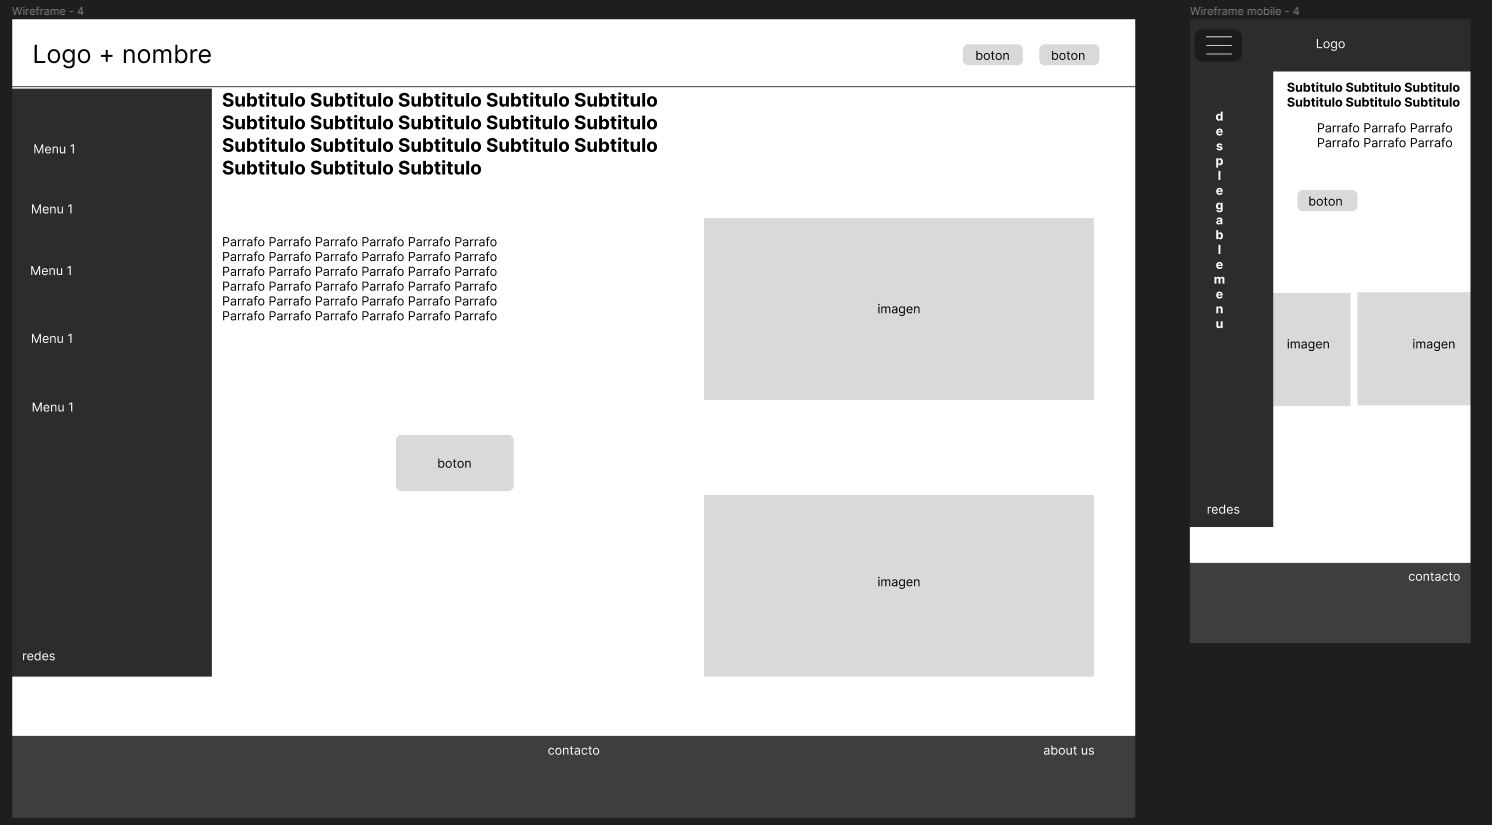 Wireframe - 4
Logo + nombre
boton
boton
Menu 1
Menu 1
Menu 1
Menu 1
Menu 1
redes
Subtitulo Subtitulo Subtitulo Subtitulo Subtitulo
Subtitulo Subtitulo Subtitulo Subtitulo Subtitulo
Subtitulo Subtitulo Subtitulo Subtitulo Subtitulo
Subtitulo Subtitulo Subtitulo
Parrafo Parrafo Parrafo Parrafo Parrafo Parrafo
Parrafo Parrafo Parrafo Parrafo Parrafo Parrafo
Parrafo Parrafo Parrafo Parrafo Parrafo Parrafo
Parrafo Parrafo Parrafo Parrafo Parrafo Parrafo
Parrafo Parrafo Parrafo Parrafo Parrafo Parrafo
Parrafo Parrafo Parrafo Parrafo Parrafo Parrafo
boton
imagen
imagen
contacto
about us
Wireframe mobile - 4
Logo
desplegablemenu
redes
Subtitulo Subtitulo Subtitulo
Subtitulo Subtitulo Subtitulo
Parrafo Parrafo Parrafo
Parrafo Parrafo Parrafo
boton
imagen
imagen
contacto